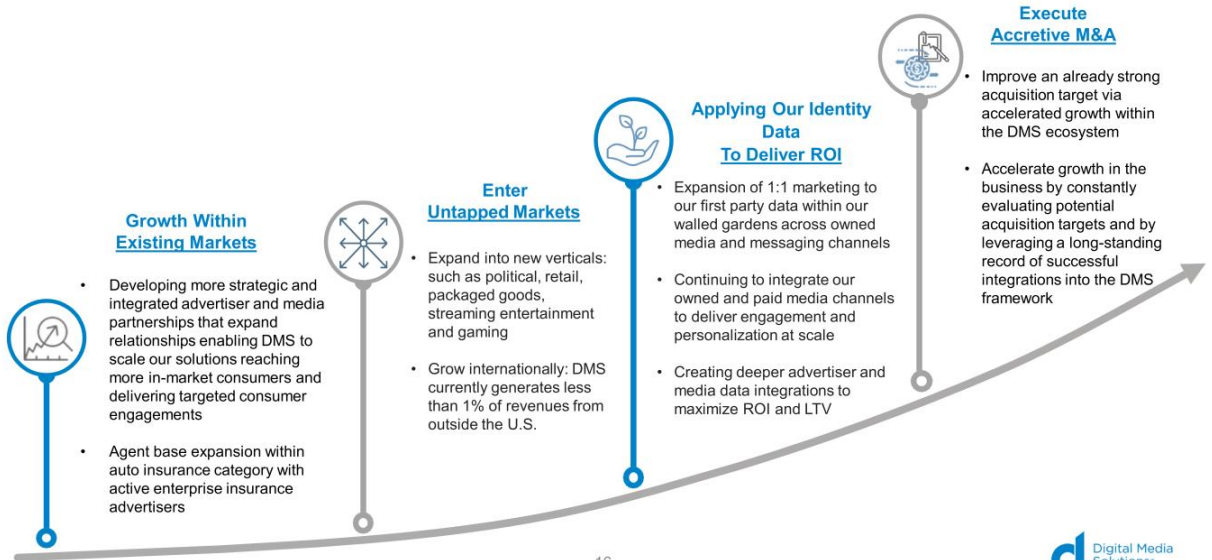 Growth Within
Existing Markets
• Developing more strategic and
integrated advertiser and media
partnerships that expand
relationships enabling DMS to
scale our solutions reaching
more in-market consumers and
delivering targeted consumer
engagements
• Agent base expansion within
auto insurance category with
active enterprise insurance
advertisers
Enter
Untapped Markets
• Expand into new verticals:
such as political, retail,
packaged goods,
streaming entertainment
and gaming
• Grow internationally: DMS
currently generates less
than 1% of revenues from
outside the U.S.
Applying Our Identity
Data
To Deliver ROI
• Expansion of 1:1 marketing to
our first party data within our
walled gardens across owned
media and messaging channels
• Continuing to integrate our
owned and paid media channels
to deliver engagement and
personalization at scale
• Creating deeper advertiser and
media data integrations to
maximize ROI and LTV
Execute
Accretive M&A
• Improve an already strong
acquisition target via
accelerated growth within
the DMS ecosystem
• Accelerate growth in the
business by constantly
evaluating potential
acquisition targets and by
leveraging a long-standing
record of successful
integrations into the DMS
framework
Digital Media